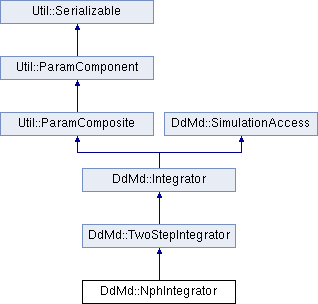 Util::Serializable
Util::ParamComponent
Util::ParamComposite
DdMd::SimulationAccess
DdMd::Integrator
DdMd::TwoStepIntegrator
DdMd::NphIntegrator